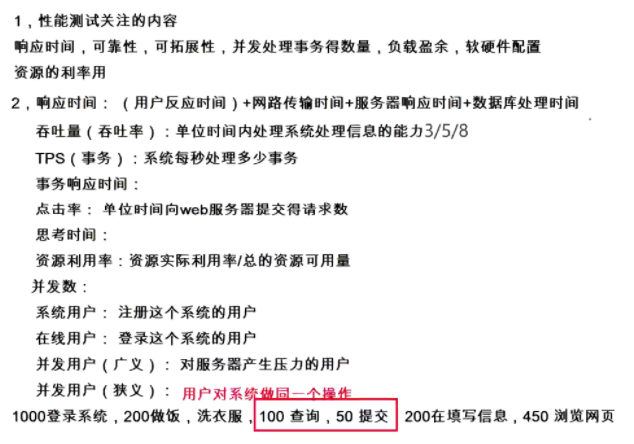 1，性能测试关注的内容
响应时间，可靠性，可拓展性，并发处理事务得数量，负载盈余，软硬件配置
资源的利率用
2，响应时间：（用户反应时间）+网路传输时间+服务器响应时间+数据库处理时间
吞吐量（吞吐率）：单位时间内处理系统处理信息的能力3/5/8
TPS（事务）：系统每秒处理多少事务
事务响应时间：
点击率： 单位时间向web服务器提交得请求数
思考时间：
资源利用率：资源实际利用率/总的资源可用量
并发数：
系统用户： 注册这个系统的用户
在线用户： 登录这个系统的用户
并发用户（广义）： 对服务器产生压力的用户
并发用户（狭义）： 用户对系统做同一个操作
1000登录系统，200做饭，洗衣服，100 查询，50 提交 200在填写信息，450 浏览网页